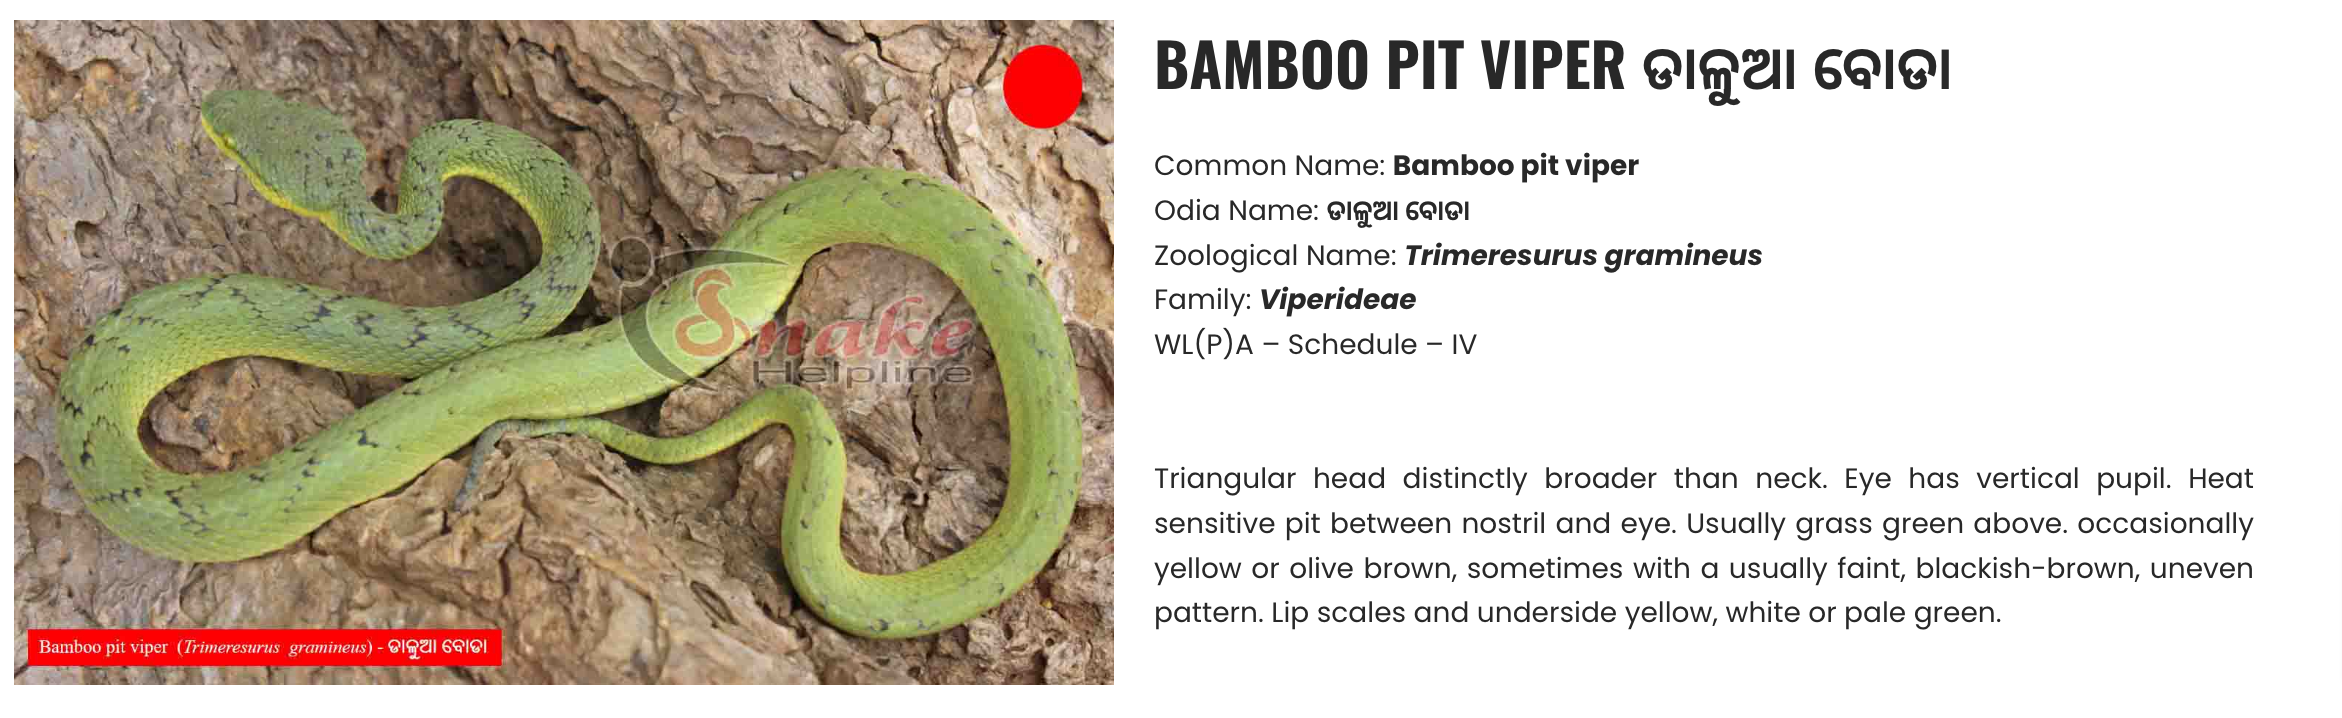 BAMBOO PIT VIPER ଡାଳୁଆ ବୋଡା
Common Name: Bamboo pit viper
Odia Name: ଡାଳୁଆ ବୋଡା
Zoological Name: Trimeresurus gramineus
Family: Viperideae
WL(P)A – Schedule – IV
Triangular head distinctly broader than neck. Eye has vertical pupil. Heat
sensitive pit between nostril and eye. Usually grass green above. occasionally
yellow or olive brown, sometimes with a usually faint, blackish-brown, uneven
pattern. Lip scales and underside yellow, white or pale green.
Snake
Helpline
Bamboo pit viper (Trimeresurus gramineus) - ଡାଳୁଆ ବୋଡା